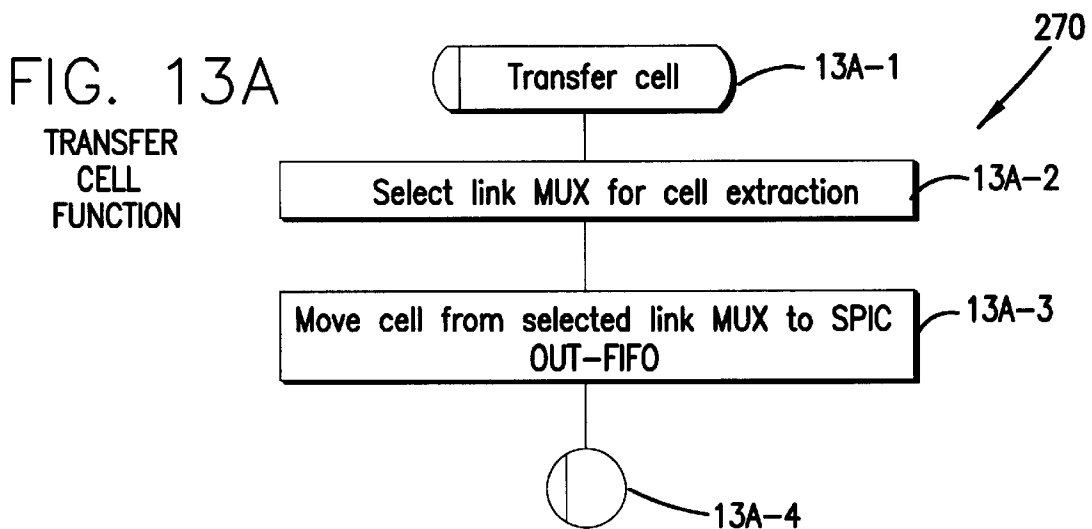 FIG. 13A
TRANSFER
CELL
FUNCTION
270
Transfer cell
13A-1
Select link MUX for cell extraction
13A-2
Move cell from selected link MUX to SPIC
OUT-FIFO
13A-3
13A-4